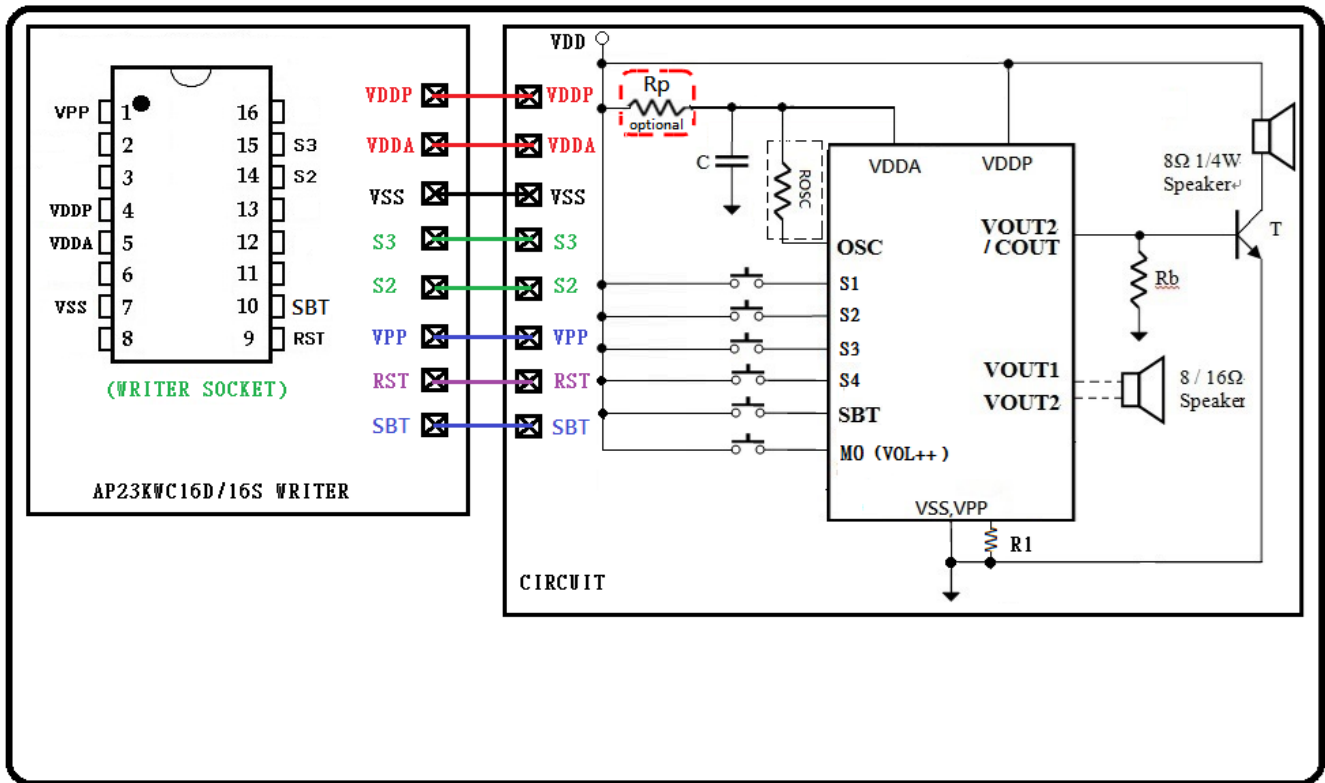 VPP 1 16
2 15 S3
3 14 S2
VDDP 4 13
VDDA 5 12
6 11
VSS 7 10 SBT
8 9 RST
(WRITER SOCKET)
AP23KWC16D/16S WRITER
VDDP VDDP
VDDA VDDA
VSS VSS
S3 S3
S2 S2
VPP VPP
RST RST
SBT SBT
VDD
Rp
optional
C
ROSC
VDDA VDDP
OSC
S1
S2
S3
S4
SBT
M0 (VOL++)
VOUT2
/ COUT
VOUT1
VOUT2
VSS,VPP
R1
8Ω 1/4W
Speaker↵
T
Rb
8 / 16Ω
Speaker
CIRCUIT